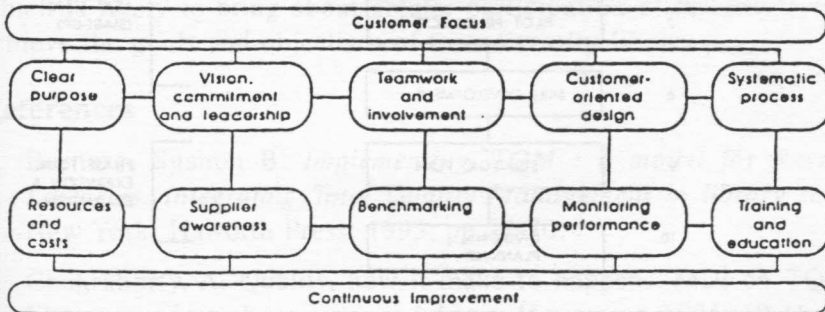 Customer Focus
Clear
purpose
Vision,
commitment
and leadership
Teamwork
and
involvement
Customer-
oriented
design
Systematic
process
Resource
and
costs
Supplier
awareness
Benchmarking
Monitoring
performance
Training
and
education
Continuous Improvement